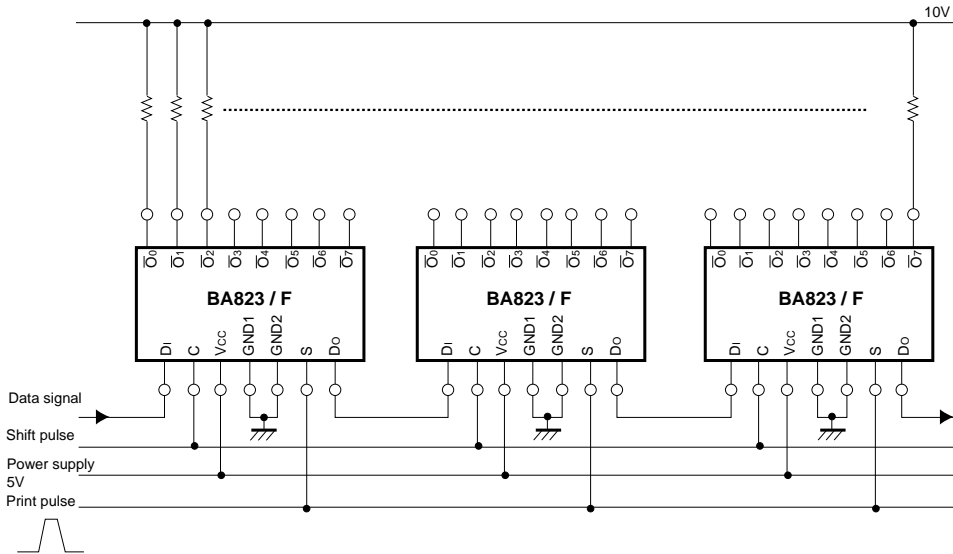 10V
O0 O1 O2 O3 O4 O5 O6 O7
O0 O1 O2 O3 O4 O5 O6 O7
O0 O1 O2 O3 O4 O5 O6 O7
BA823 / F
BA823 / F
BA823 / F
DI C VCC GND1 GND2 S DO
DI C VCC GND1 GND2 S DO
DI C VCC GND1 GND2 S DO
Data signal
Shift pulse
Power supply
5V
Print pulse